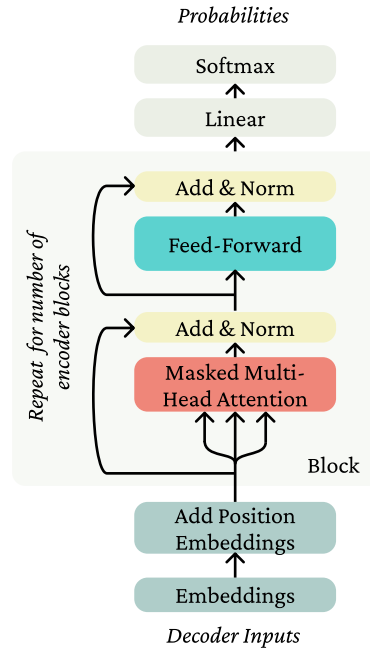 Probabilities
Softmax
Linear
Add & Norm
Feed-Forward
Repeat for number of
encoder blocks
Add & Norm
Masked Multi-
Head Attention
Block
Add Position
Embeddings
Embeddings
Decoder Inputs